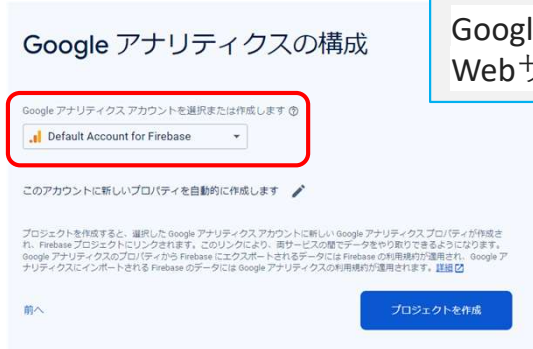 Googl
Webサ
Google アナリティクスの構成
Google アナリティクス アカウントを選択または作成します
Default Account for Firebase
このアカウントに新しいプロパティを自動的に作成します
プロジェクトを作成すると、選択した Google アナリティクス アカウントに新しい Google アナリティクス プロパティが作成さ
れ、Firebase プロジェクトにリンクされます。このリンクにより、両サービスの間でデータをやり取りできるようになります。
Google アナリティクスのプロパティから Firebase にエクスポートされるデータには Firebase の利用規約が適用され、Google ア
ナリティクスにインポートされる Firebase のデータには Google アナリティクスの利用規約が適用されます。詳細
前へ
プロジェクトを作成